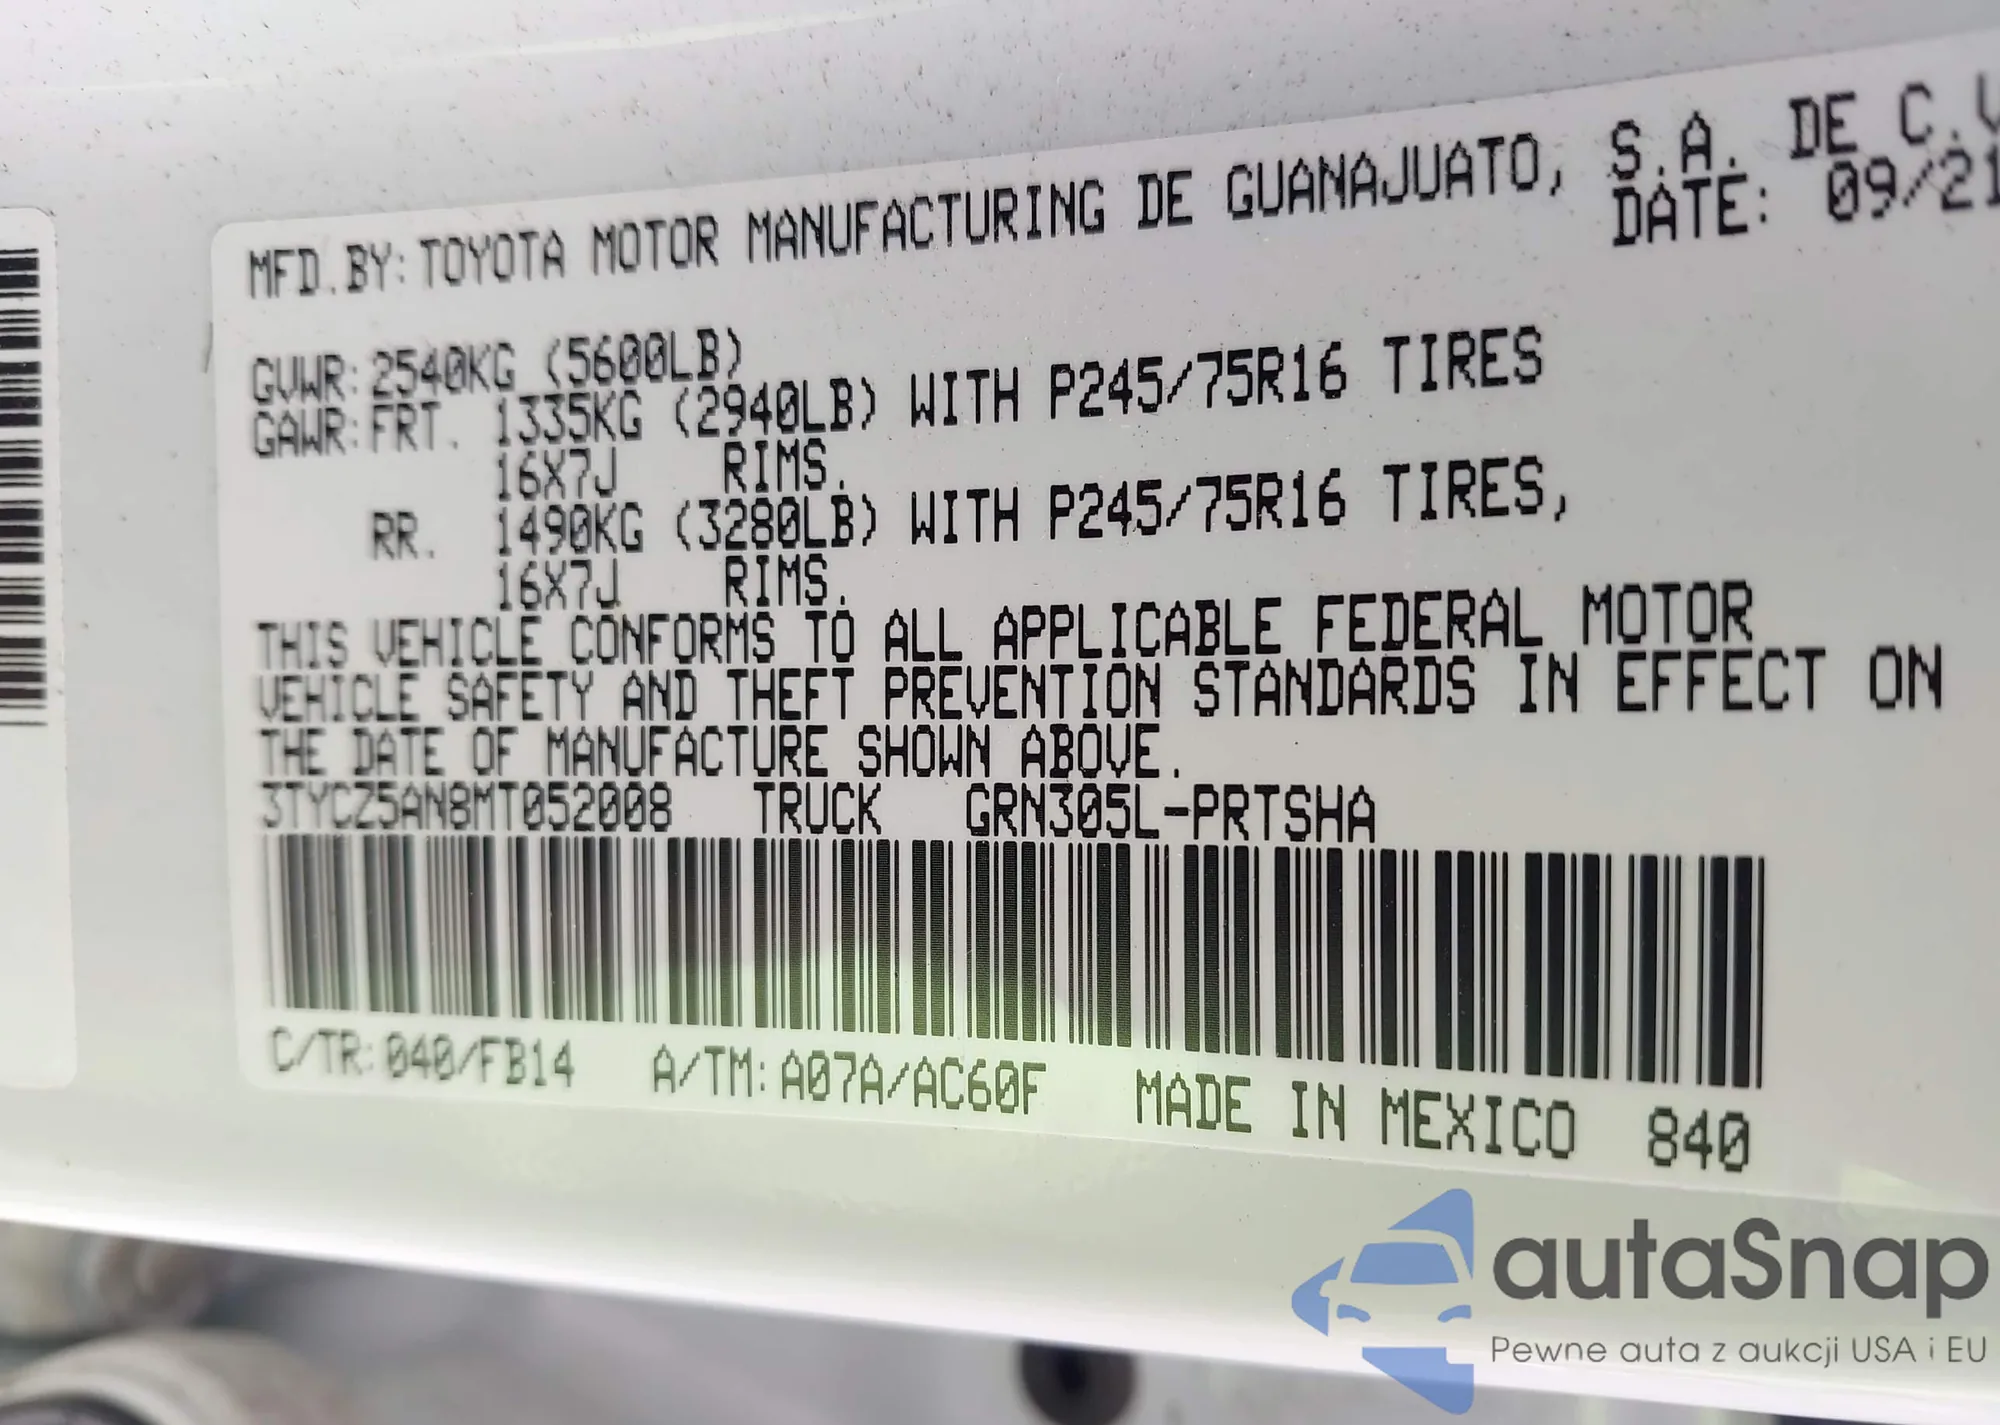 MFD.BY: TOYOTA MOTOR MANUFACTURING DE GUANAJUATO, S.A. DE C.V
DATE: 09/21
GVWR: 2540KG (5600LB)
GAWR: FRT. 1335KG (2940LB) WITH P245/75R16 TIRES
16X7J RIMS.
RR. 1490KG (3280LB) WITH P245/75R16 TIRES,
16X7J RIMS.
THIS VEHICLE CONFORMS TO ALL APPLICABLE FEDERAL MOTOR
VEHICLE SAFETY AND THEFT PREVENTION STANDARDS IN EFFECT ON
THE DATE OF MANUFACTURE SHOWN ABOVE.
3TYCZ5AN8MT052008 TRUCK GRN305L-PRTSHA
C/TR: 040/FB14 A/TM: A07A/AC60F MADE IN MEXICO 840
autaSnap
Pewne auta z aukcji USA i EU